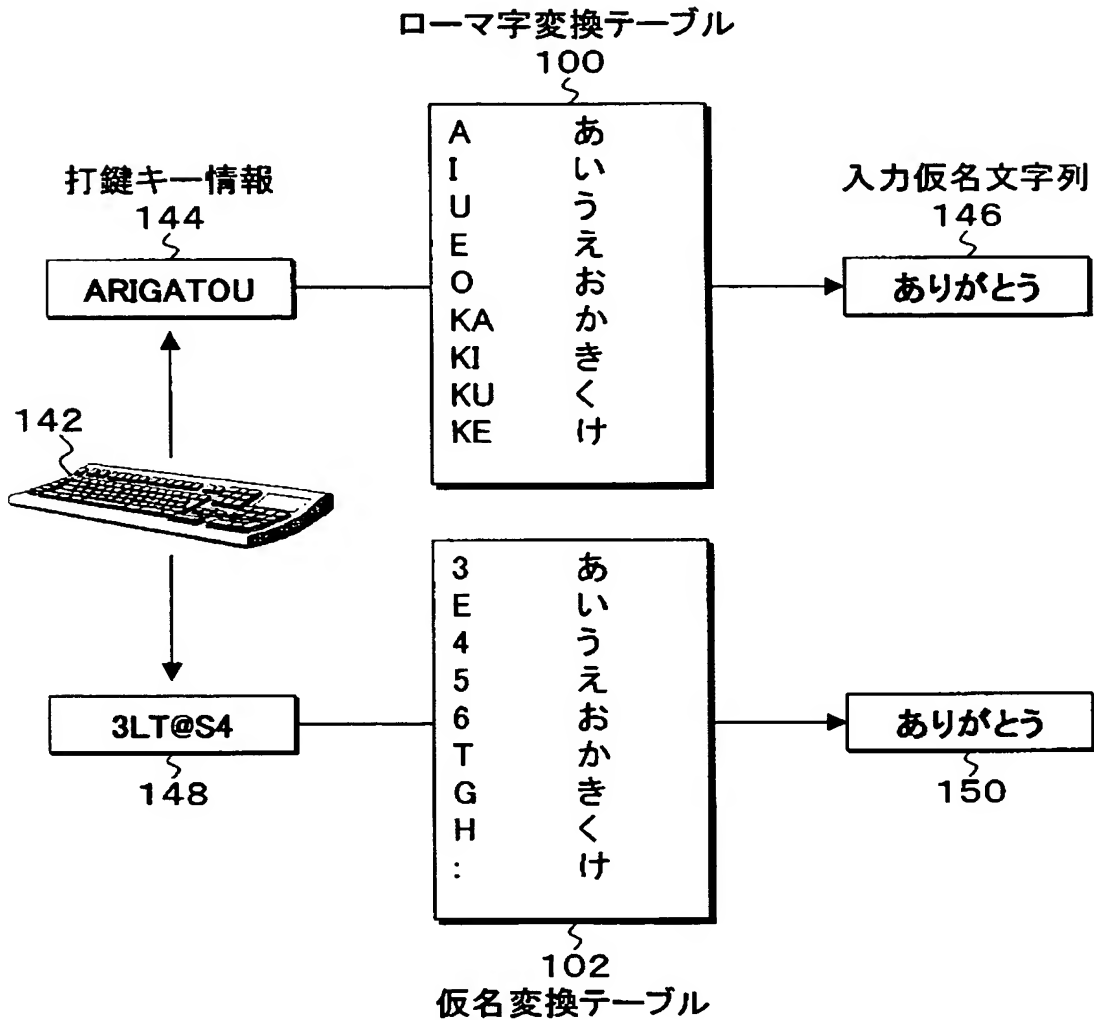 ローマ字変換テーブル
100
A あ
I い
U う
E え
O お
KA か
KI き
KU く
KE け
打鍵キー情報
144
ARIGATOU
入力仮名文字列
146
ありがとう
142
3 あ
E い
4 う
5 え
6 お
T か
G き
H く
: け
3LT@S4
148
ありがとう
150
102
仮名変換テーブル